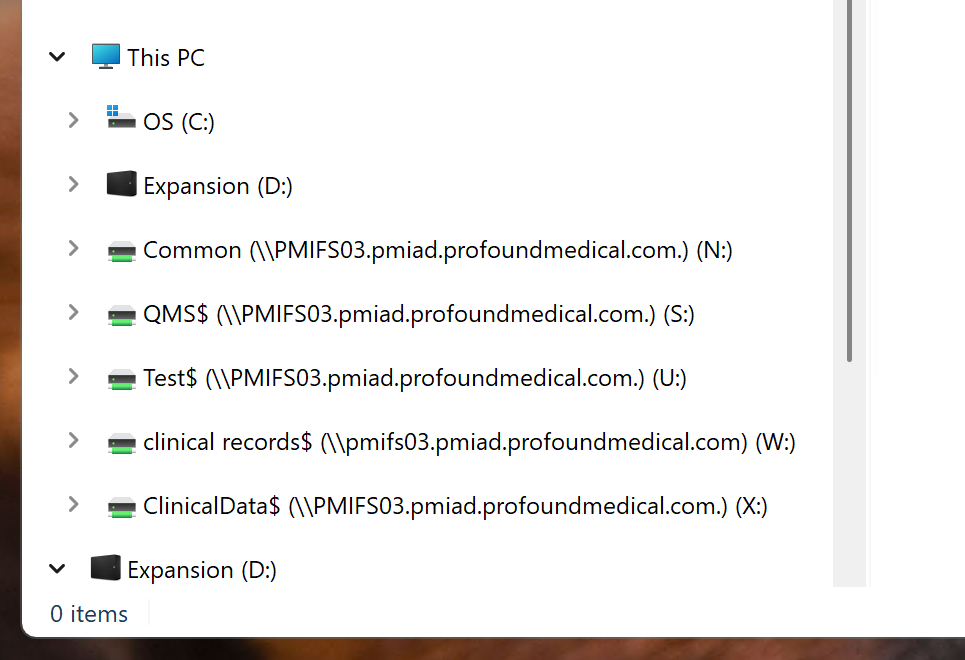 This PC
OS (C:)
Expansion (D:)
Common (\\PMIFS03.pmiad.profoundmedical.com.) (N:)
QMS$ (\\PMIFS03.pmiad.profoundmedical.com.) (S:)
Test$ (\\PMIFS03.pmiad.profoundmedical.com.) (U:)
clinical records$ (\\pmifs03.pmiad.profoundmedical.com) (W:)
ClinicalData$ (\\PMIFS03.pmiad.profoundmedical.com.) (X:)
Expansion (D:)
0 items